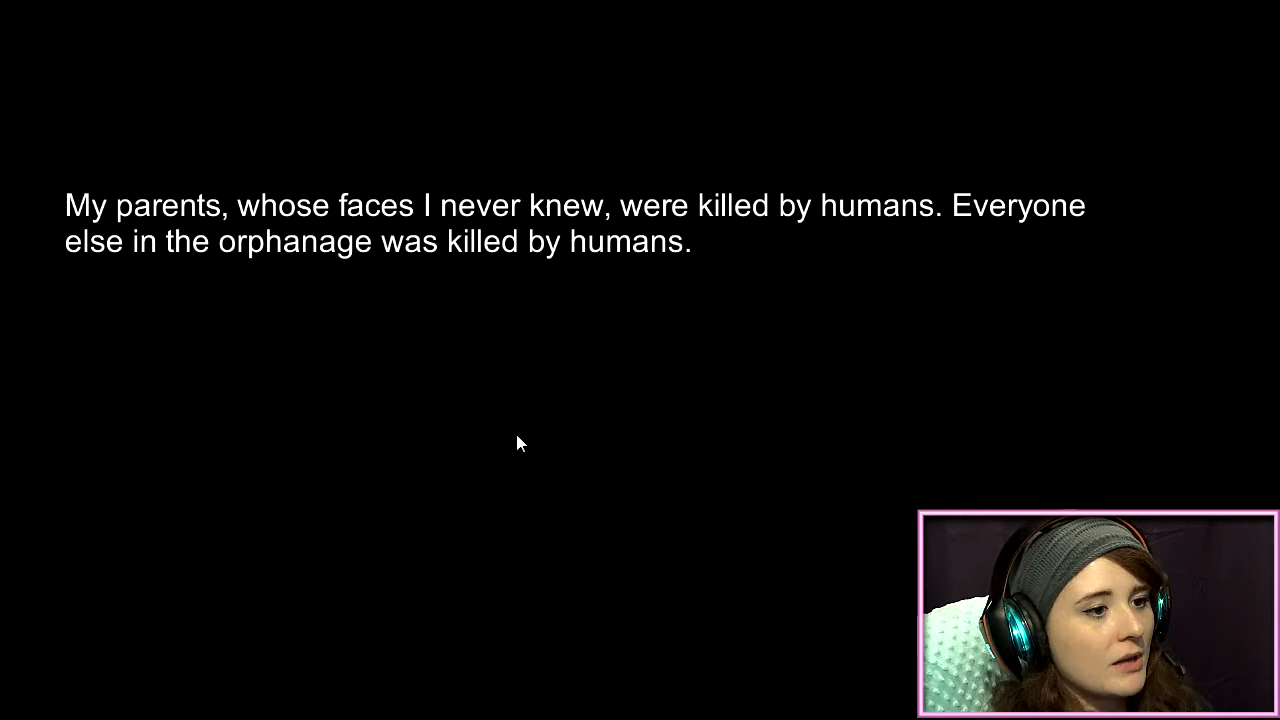 My parents, whose faces I never knew, were killed by humans. Everyone
else in the orphanage was killed by humans.